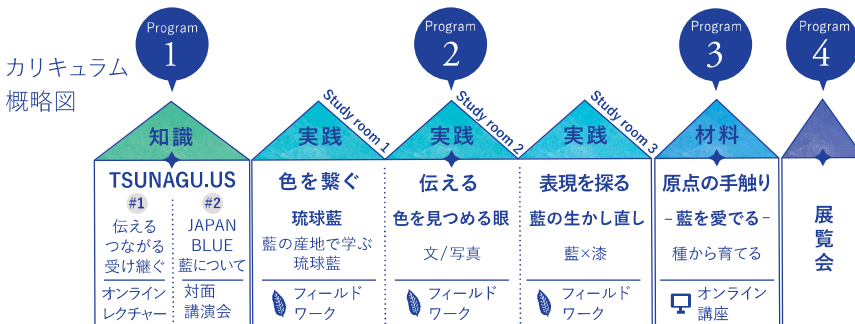 カリキュラム
概略図
Program
1
知識
TSUNAGU.US
#1
伝える
つながる
受け継ぐ
オンライン
レクチャー
#2
JAPAN
BLUE
藍について
対面
講演会
Program
2
Study room 1
実践
色を繋ぐ
琉球藍
藍の産地で学ぶ
琉球藍
フィールド
ワーク
Study room 2
実践
伝える
色を見つめる眼
文/写真
フィールド
ワーク
Study room 3
実践
表現を探る
藍の生かし直し
藍×漆
フィールド
ワーク
Program
3
材料
原点の手触り
–藍を愛でる–
種から育てる
オンライン
講座
Program
4
展覧会